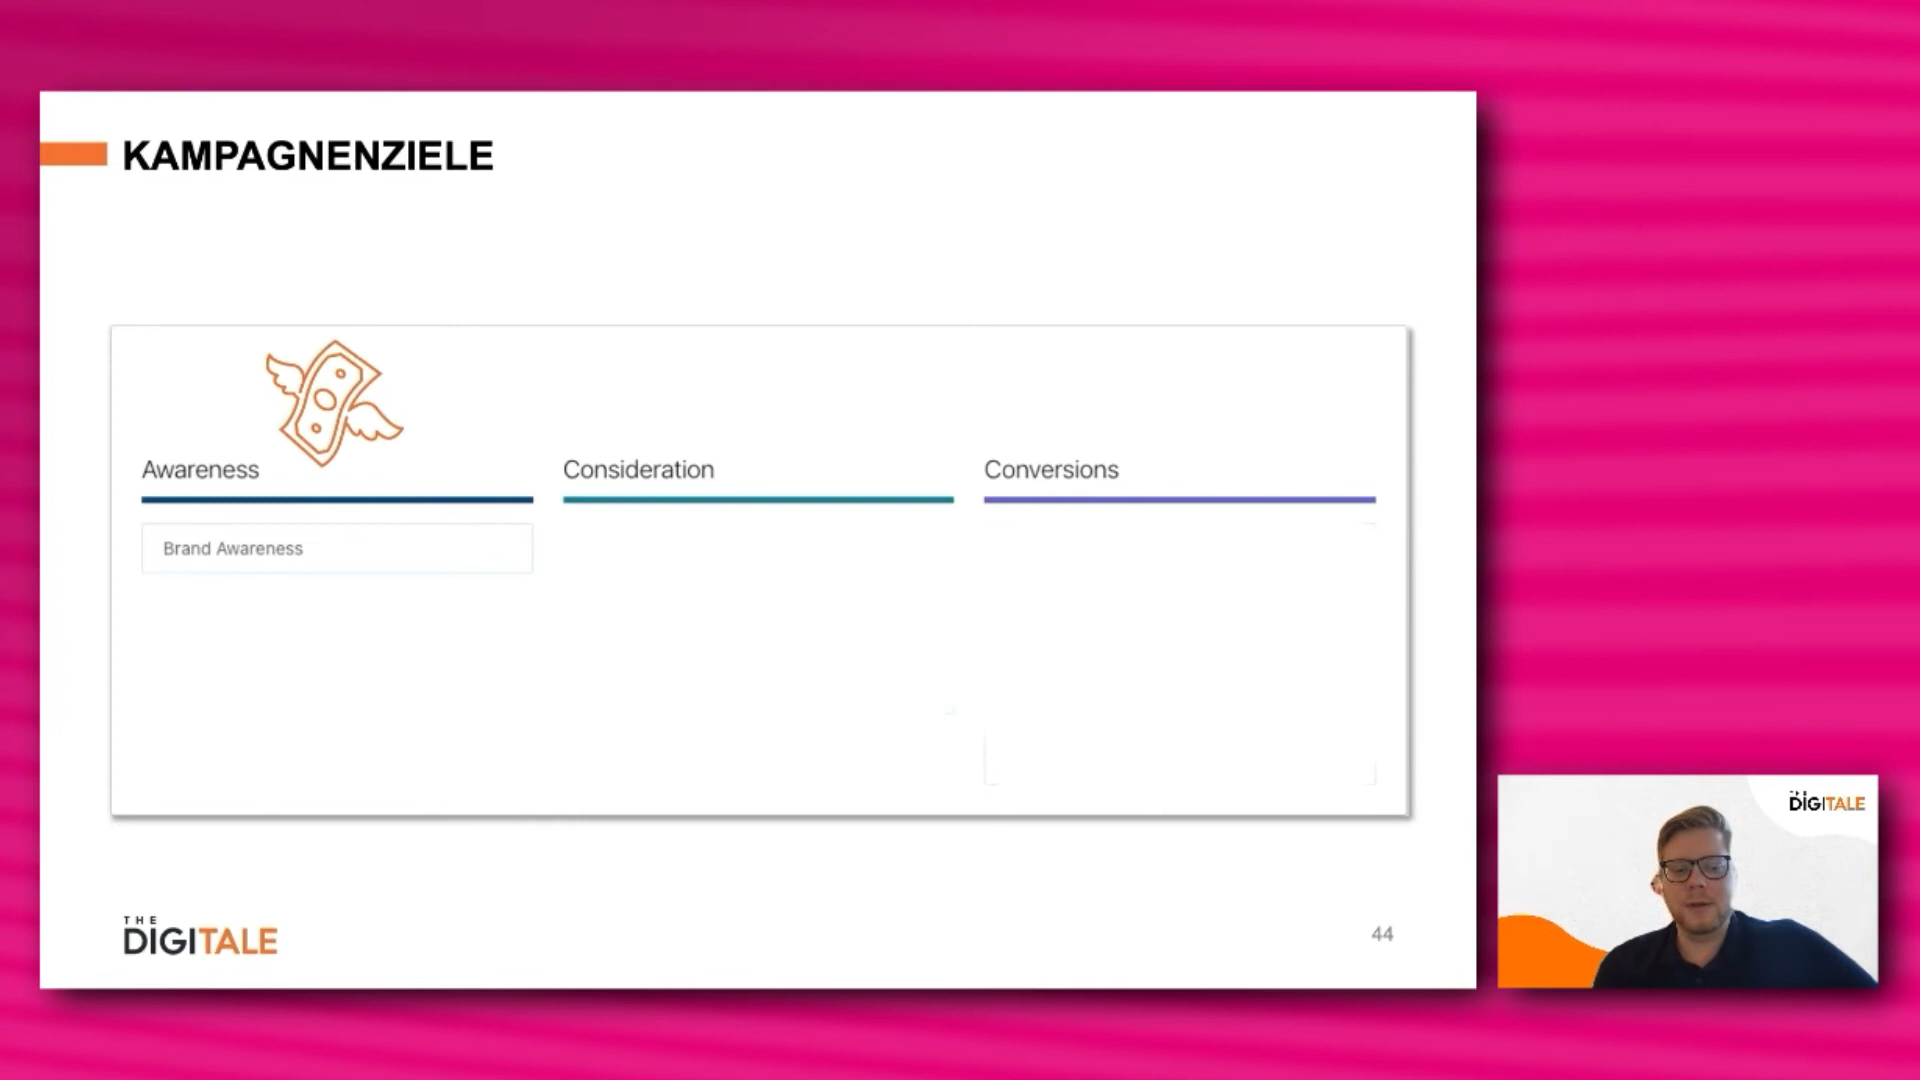 KAMPAGNENZIELE
Awareness
Consideration
Conversions
Brand Awareness
THE
DIGITALE
44
DIGITALE